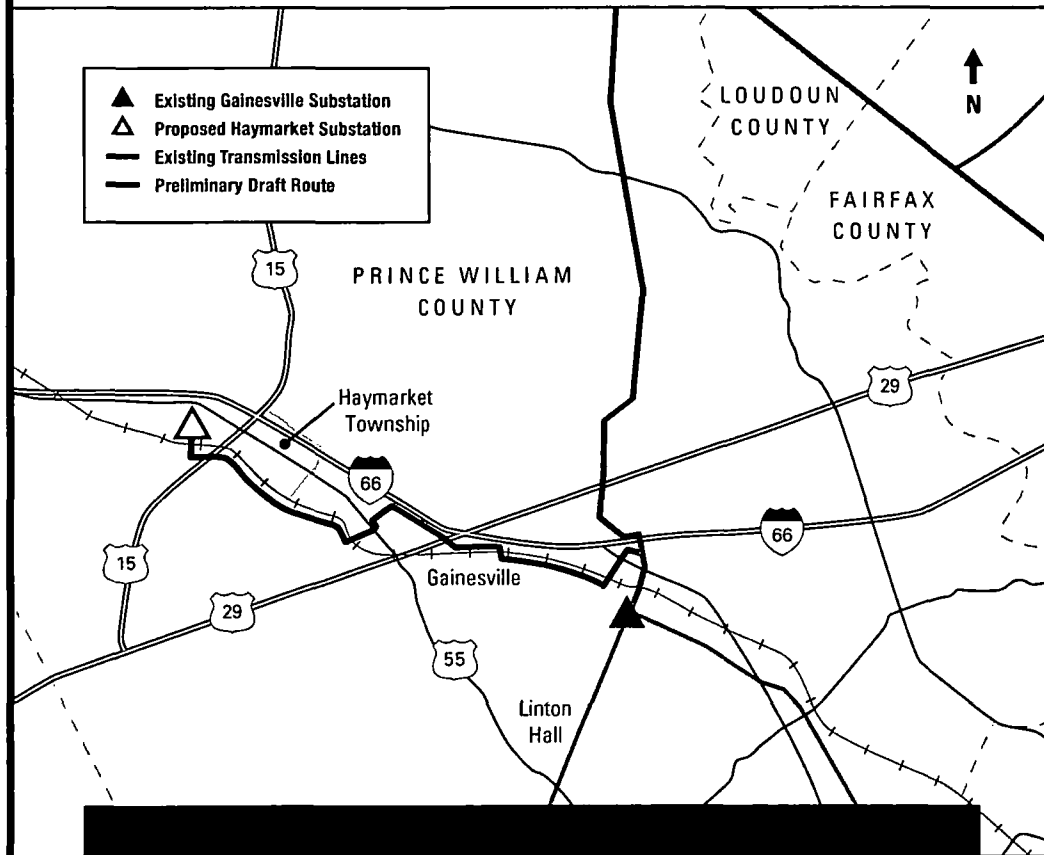 Existing Gainesville Substation
Proposed Haymarket Substation
Existing Transmission Lines
Preliminary Draft Route
LOUDOUN
COUNTY
N
FAIRFAX
COUNTY
15
PRINCE WILLIAM
COUNTY
29
Haymarket
Township
66
66
15
Gainesville
29
55
Linton
Hall